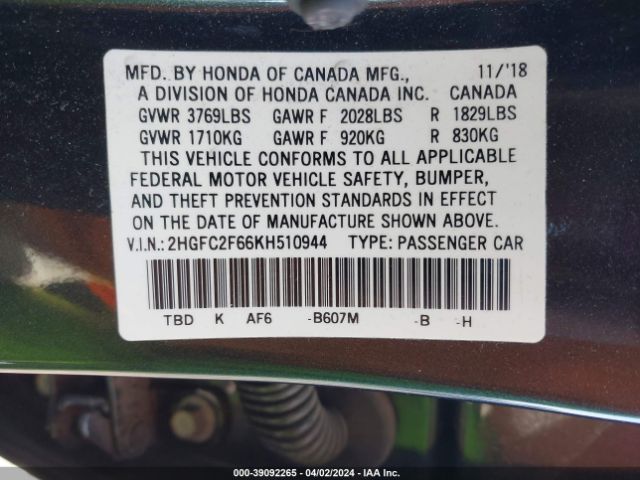 MFD. BY HONDA OF CANADA MFG., 11/'18
A DIVISION OF HONDA CANADA INC. CANADA
GVWR 3769LBS GAWR F 2028LBS R 1829LBS
GVWR 1710KG GAWR F 920KG R 830KG
THIS VEHICLE CONFORMS TO ALL APPLICABLE
FEDERAL MOTOR VEHICLE SAFETY, BUMPER,
AND THEFT PREVENTION STANDARDS IN EFFECT
ON THE DATE OF MANUFACTURE SHOWN ABOVE.
V.I.N.: 2HGFC2F66KH510944 TYPE: PASSENGER CAR
TBD K AF6 -B607M -B -H
000-39092265 - 04/02/2024 - IAA Inc.